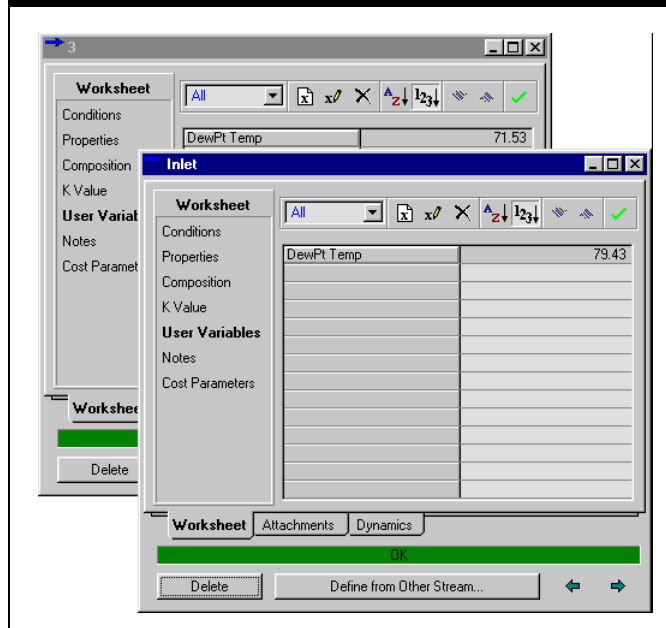 3
Worksheet
All
Conditions
Properties
DewPt Temp 71.53
Composition
K Value
User Variab
Notes
Cost Paramet
Workshee
Delete
Inlet
Worksheet
All
Conditions
Properties
DewPt Temp 79.43
Composition
K Value
User Variables
Notes
Cost Parameters
Worksheet Attachments Dynamics
OK
Delete Define from Other Stream...